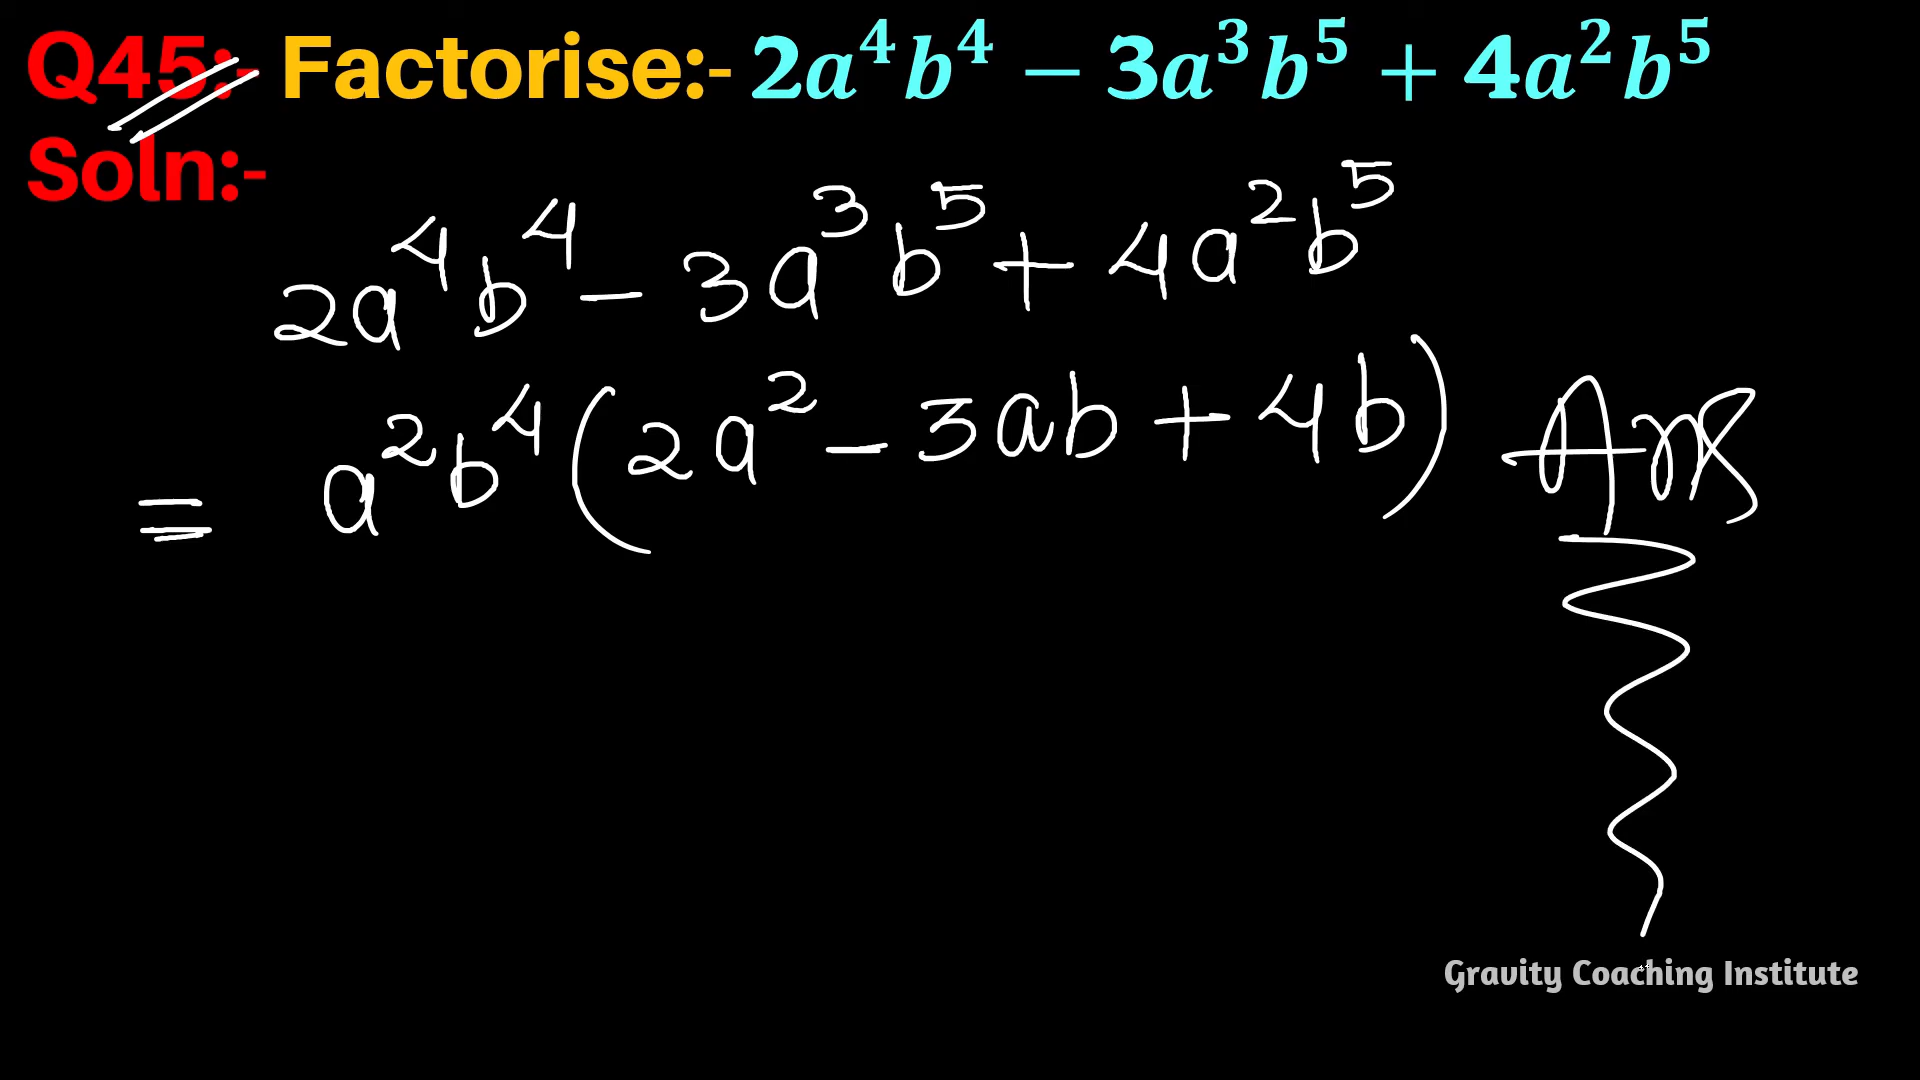 Q45:- Factorise:- 2a⁴b⁴ − 3a³b⁵ + 4a²b⁵
Soln:-
2a⁴b⁴ − 3a³b⁵ + 4a²b⁵
= a²b⁴(2a² − 3ab + 4b) Ans
Gravity Coaching Institute